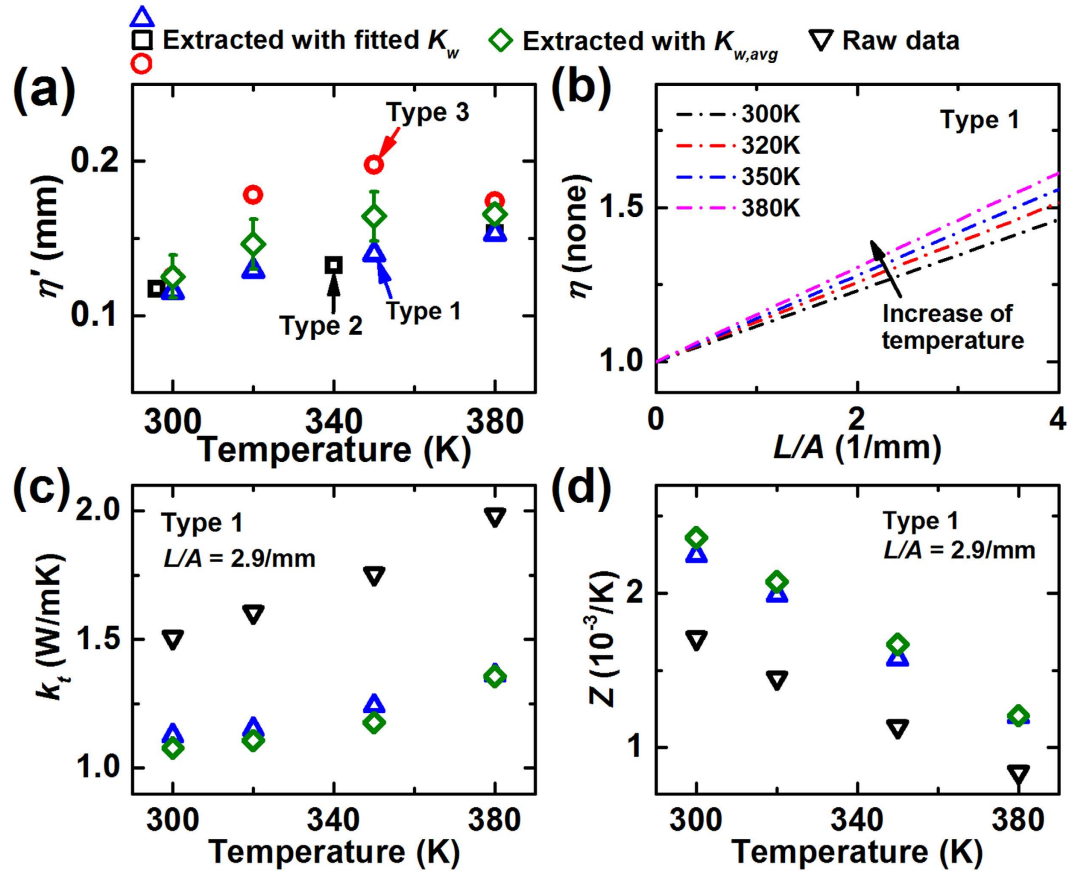 Extracted with fitted Kw Extracted with Kw,avg Raw data
(a)
η' (mm)
0.2
0.1
Type 3
Type 2
Type 1
300 340 380
Temperature (K)
(b)
η (none)
1.5
1.0
300K
320K
350K
380K
Type 1
Increase of
temperature
0 2 4
L/A (1/mm)
(c)
kt (W/mK)
2.0
1.5
1.0
Type 1
L/A = 2.9/mm
300 340 380
Temperature (K)
(d)
Z (10⁻³/K)
2
1
Type 1
L/A = 2.9/mm
300 340 380
Temperature (K)